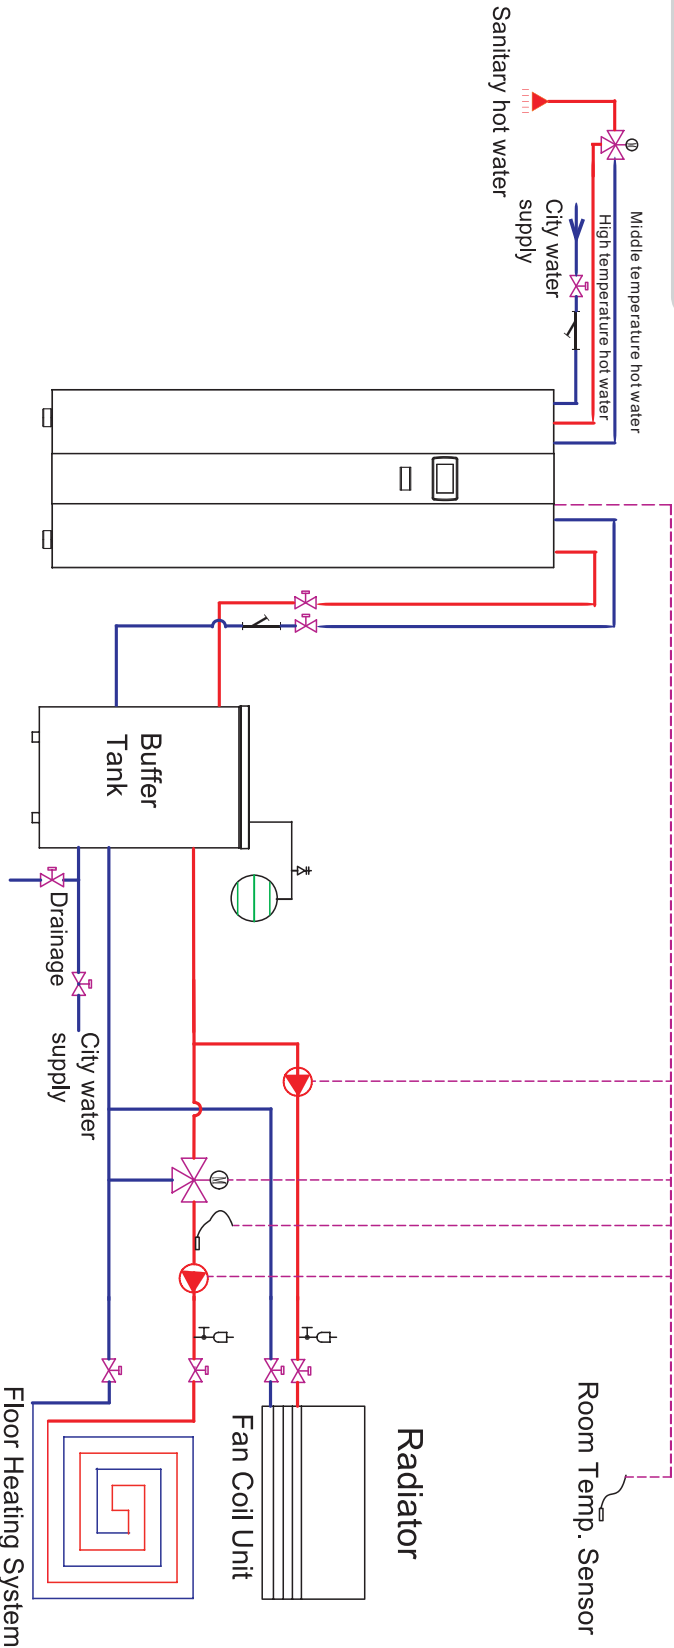 Sanitary hot water
City water
supply
Middle temperature hot water
High temperature hot water
Buffer
Tank
Drainage
City water
supply
Room Temp. Sensor
Radiator
Fan Coil Unit
Floor Heating System
M
M